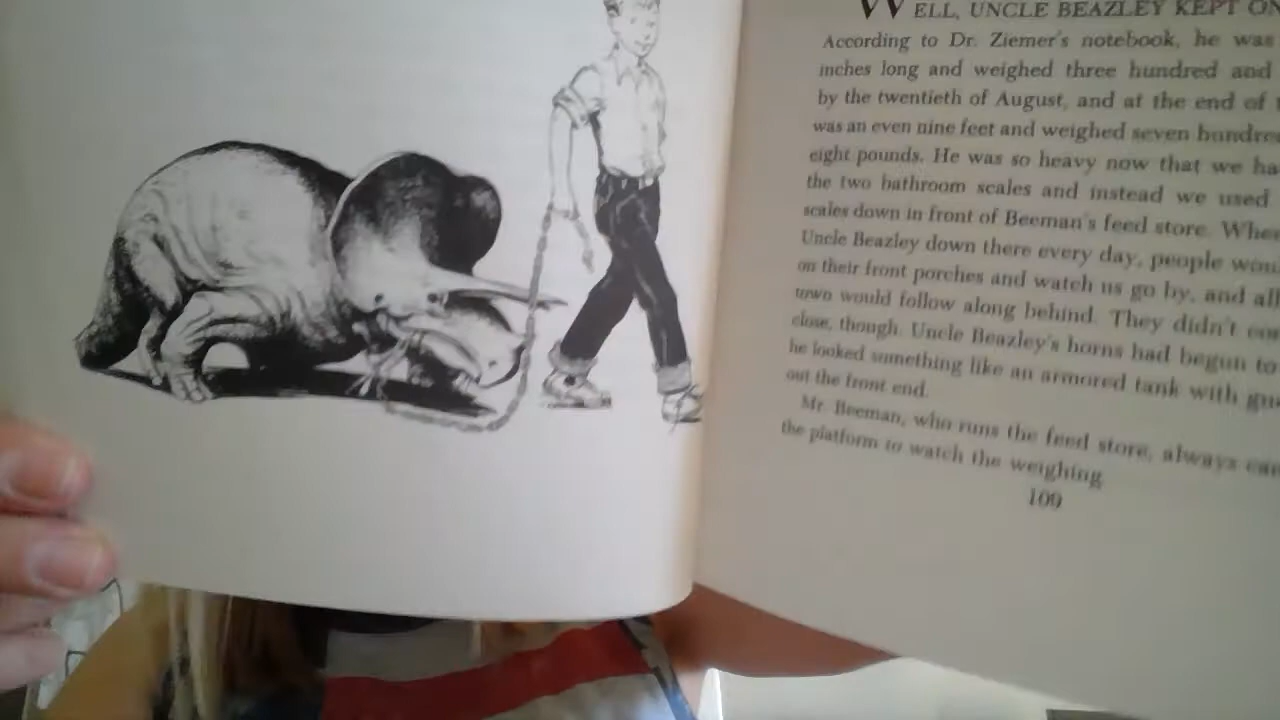 WELL, UNCLE BEAZLEY KEPT ON
According to Dr. Ziemer's notebook, he was
inches long and weighed three hundred and
by the twentieth of August, and at the end of
was an even nine feet and weighed seven hundre
eight pounds. He was so heavy now that we ha
the two bathroom scales and instead we used
scales down in front of Beeman's feed store. When
Uncle Beazley down there every day, people wou
on their front porches and watch us go by, and all
town would follow along behind. They didn't co
close, though. Uncle Beazley's horns had begun to
he looked something like an armored tank with gu
out the front end.
Mr. Beeman, who runs the feed store, always ca
the platform to watch the weighing
109